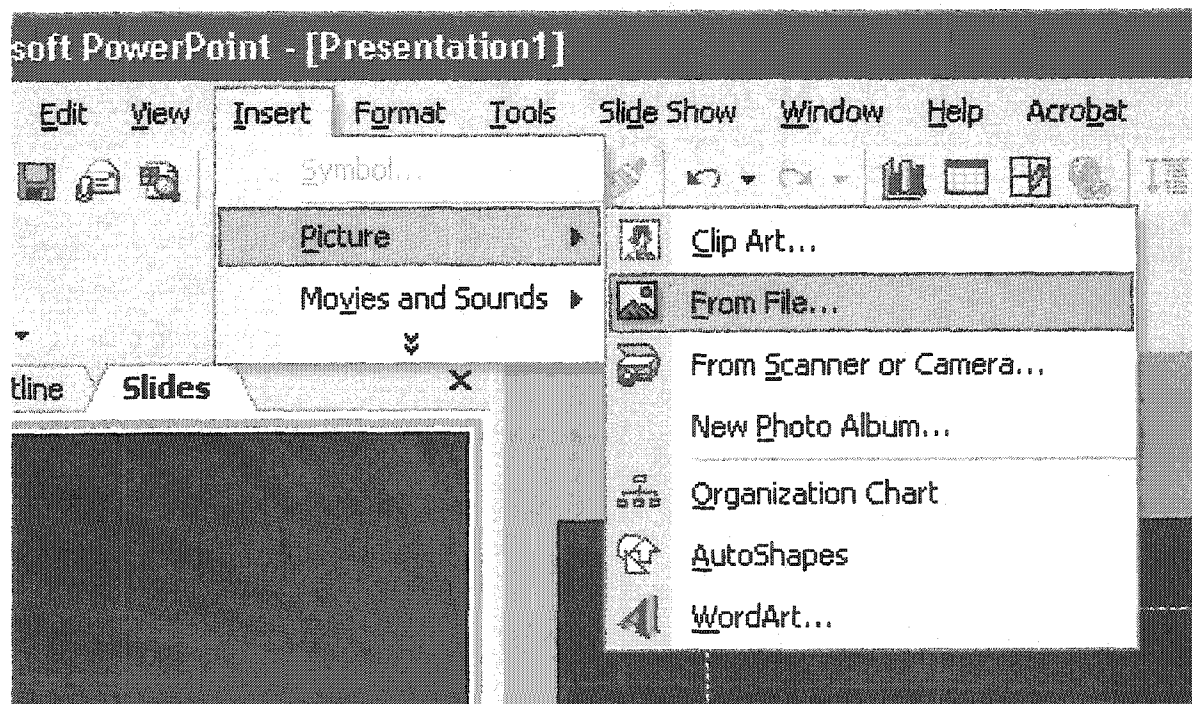 soft PowerPoint - [Presentation1]
Edit View Insert Format Tools Slide Show Window Help Acrobat
Symbol...
Picture
Movies and Sounds
Clip Art...
From File...
From Scanner or Camera...
New Photo Album...
Organization Chart
AutoShapes
WordArt...
tline Slides